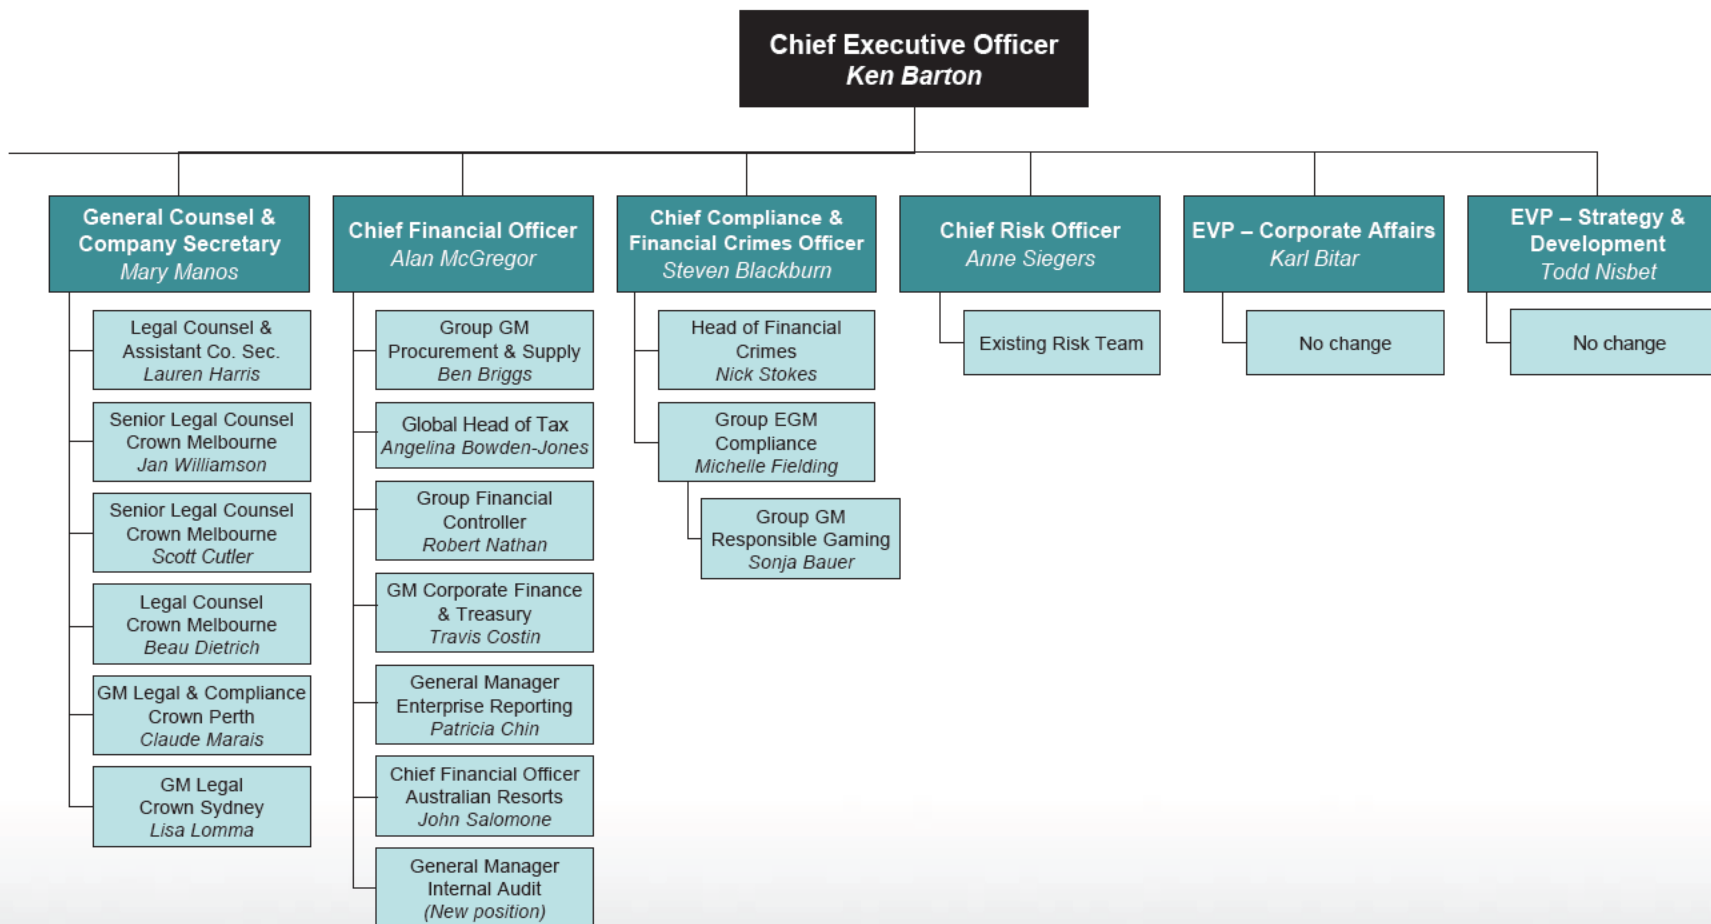 Chief Executive Officer
Ken Barton
General Counsel &
Company Secretary
Mary Manos
Legal Counsel &
Assistant Co. Sec.
Lauren Harris
Senior Legal Counsel
Crown Melbourne
Jan Williamson
Senior Legal Counsel
Crown Melbourne
Scott Cutler
Legal Counsel
Crown Melbourne
Beau Dietrich
GM Legal & Compliance
Crown Perth
Claude Marais
GM Legal
Crown Sydney
Lisa Lomma
Chief Financial Officer
Alan McGregor
Group GM
Procurement & Supply
Ben Briggs
Global Head of Tax
Angelina Bowden-Jones
Group Financial
Controller
Robert Nathan
GM Corporate Finance
& Treasury
Travis Costin
General Manager
Enterprise Reporting
Patricia Chin
Chief Financial Officer
Australian Resorts
John Salomone
General Manager
Internal Audit
(New position)
Chief Compliance &
Financial Crimes Officer
Steven Blackburn
Head of Financial
Crimes
Nick Stokes
Group EGM
Compliance
Michelle Fielding
Group GM
Responsible Gaming
Sonja Bauer
Chief Risk Officer
Anne Siegers
Existing Risk Team
EVP – Corporate Affairs
Karl Bitar
No change
EVP – Strategy &
Development
Todd Nisbet
No change